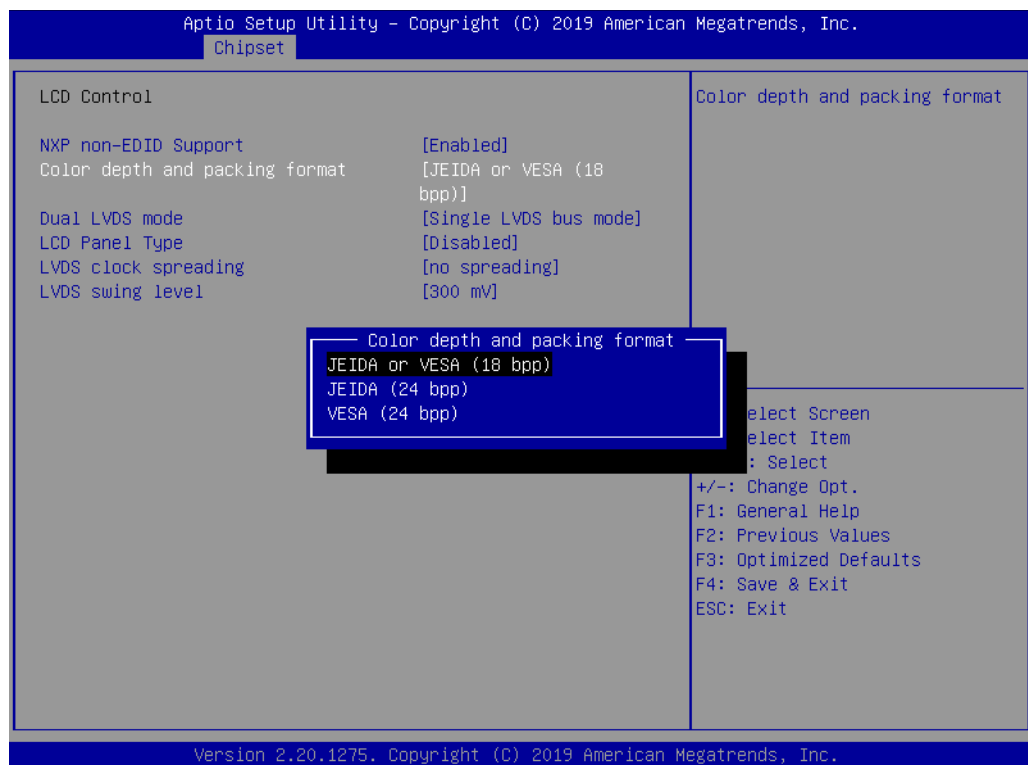 Aptio Setup Utility – Copyright (C) 2019 American Megatrends, Inc.
Chipset
LCD Control
NXP non-EDID Support [Enabled]
Color depth and packing format [JEIDA or VESA (18
bpp)]
Dual LVDS mode [Single LVDS bus mode]
LCD Panel Type [Disabled]
LVDS clock spreading [no spreading]
LVDS swing level [300 mV]
Color depth and packing format
JEIDA or VESA (18 bpp)
JEIDA (24 bpp)
VESA (24 bpp)
Color depth and packing format
elect Screen
elect Item
: Select
+/-: Change Opt.
F1: General Help
F2: Previous Values
F3: Optimized Defaults
F4: Save & Exit
ESC: Exit
Version 2.20.1275. Copyright (C) 2019 American Megatrends, Inc.